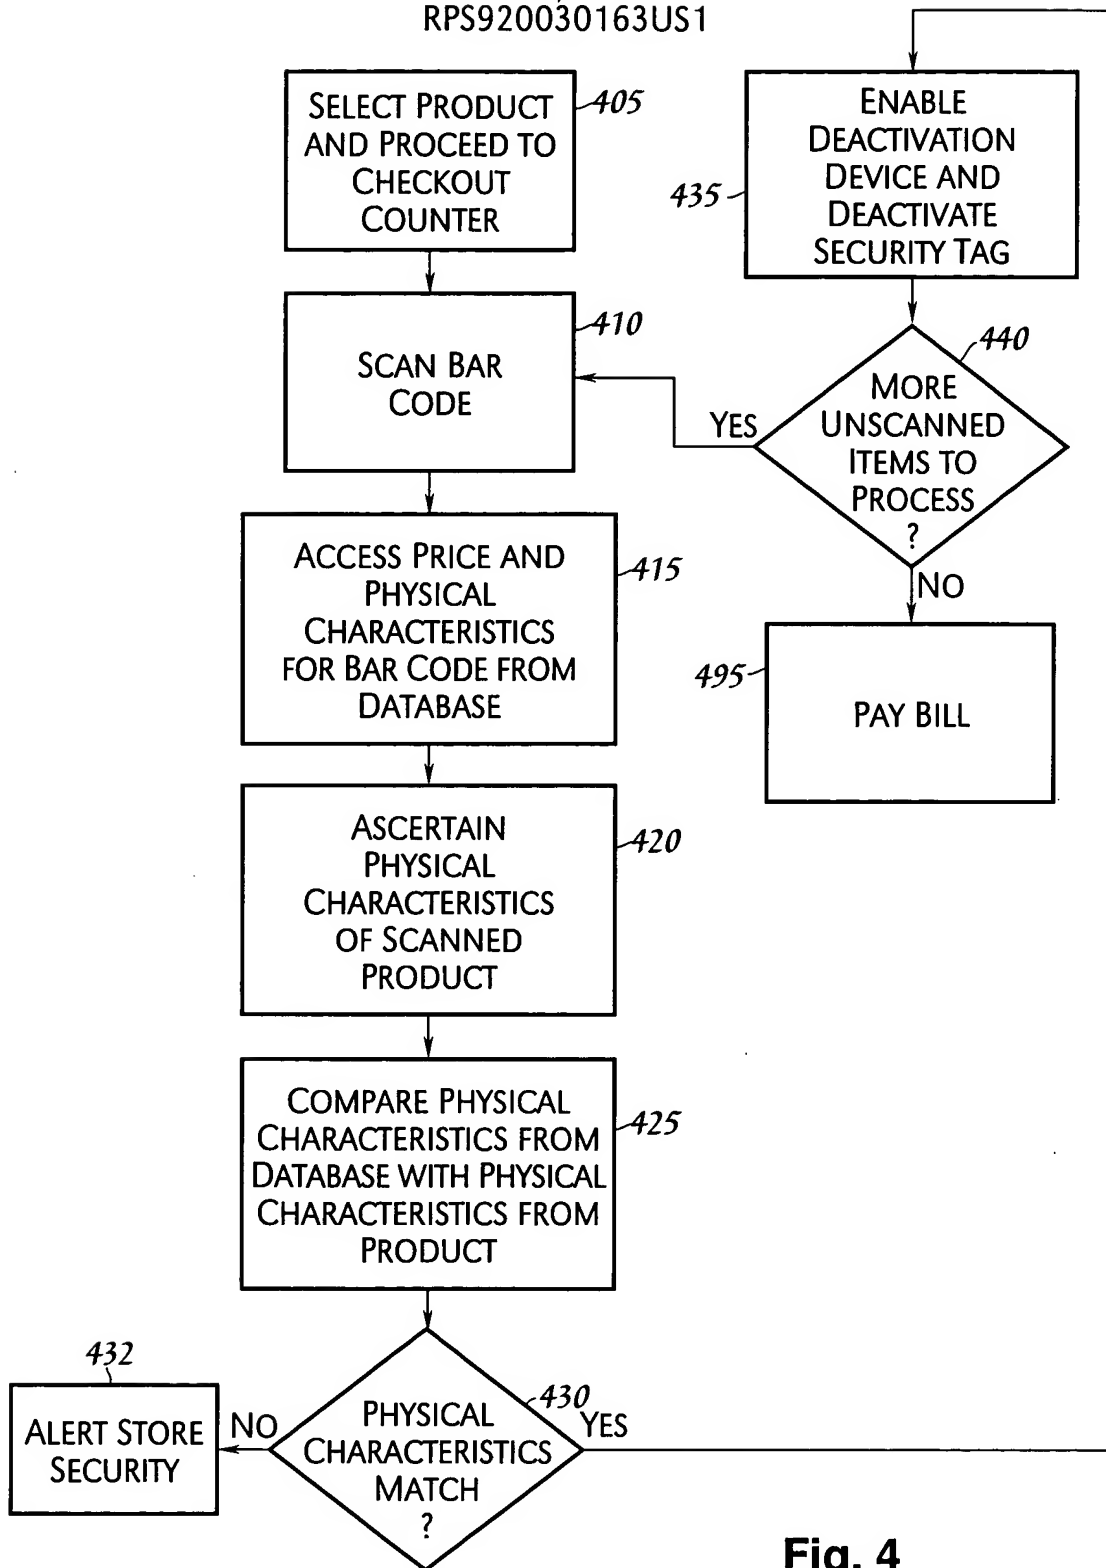 RPS920030163US1
SELECT PRODUCT
AND PROCEED TO
CHECKOUT
COUNTER
405
SCAN BAR
CODE
410
ACCESS PRICE AND
PHYSICAL
CHARACTERISTICS
FOR BAR CODE FROM
DATABASE
415
ASCERTAIN
PHYSICAL
CHARACTERISTICS
OF SCANNED
PRODUCT
420
COMPARE PHYSICAL
CHARACTERISTICS FROM
DATABASE WITH PHYSICAL
CHARACTERISTICS FROM
PRODUCT
425
PHYSICAL
CHARACTERISTICS
MATCH
?
430
NO
YES
432
ALERT STORE
SECURITY
ENABLE
DEACTIVATION
DEVICE AND
DEACTIVATE
SECURITY TAG
435
MORE
UNSCANNED
ITEMS TO
PROCESS
?
440
YES
NO
495
PAY BILL
Fig. 4